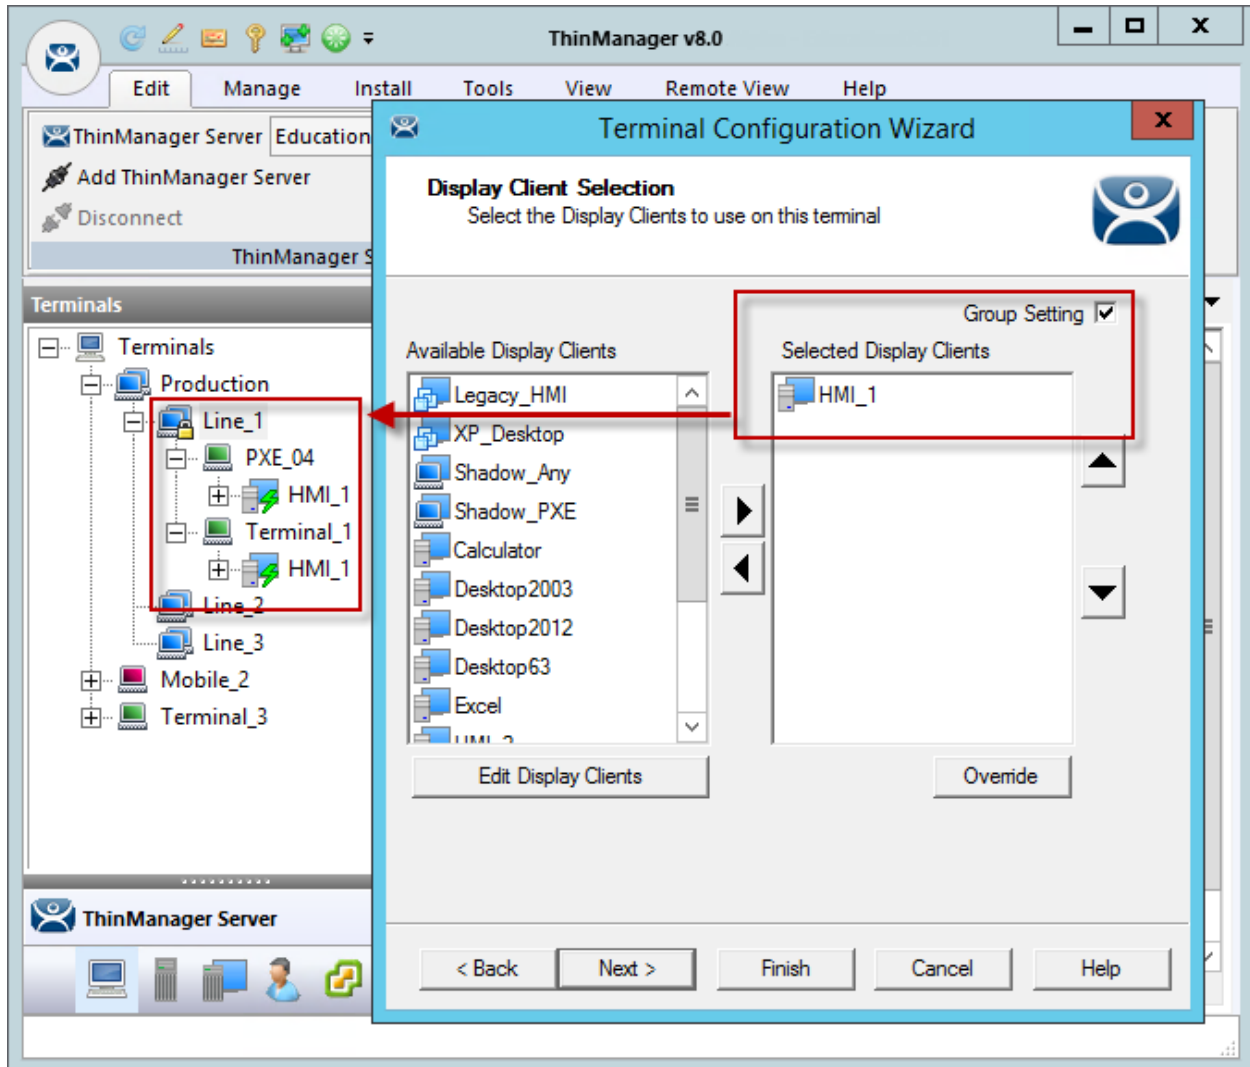 ThinManager v8.0
Edit
Manage
Install
Tools
View
Remote View
Help
ThinManager Server
Education
Add ThinManager Server
Disconnect
ThinManager S
Terminals
Terminals
Production
Line_1
PXE_04
HMI_1
Terminal_1
HMI_1
Line_2
Line_3
Mobile_2
Terminal_3
ThinManager Server
Terminal Configuration Wizard
X
Display Client Selection
Select the Display Clients to use on this terminal
Group Setting
Available Display Clients
Legacy_HMI
XP_Desktop
Shadow_Any
Shadow_PXE
Calculator
Desktop2003
Desktop2012
Desktop63
Excel
Selected Display Clients
HMI_1
Edit Display Clients
Override
< Back
Next >
Finish
Cancel
Help